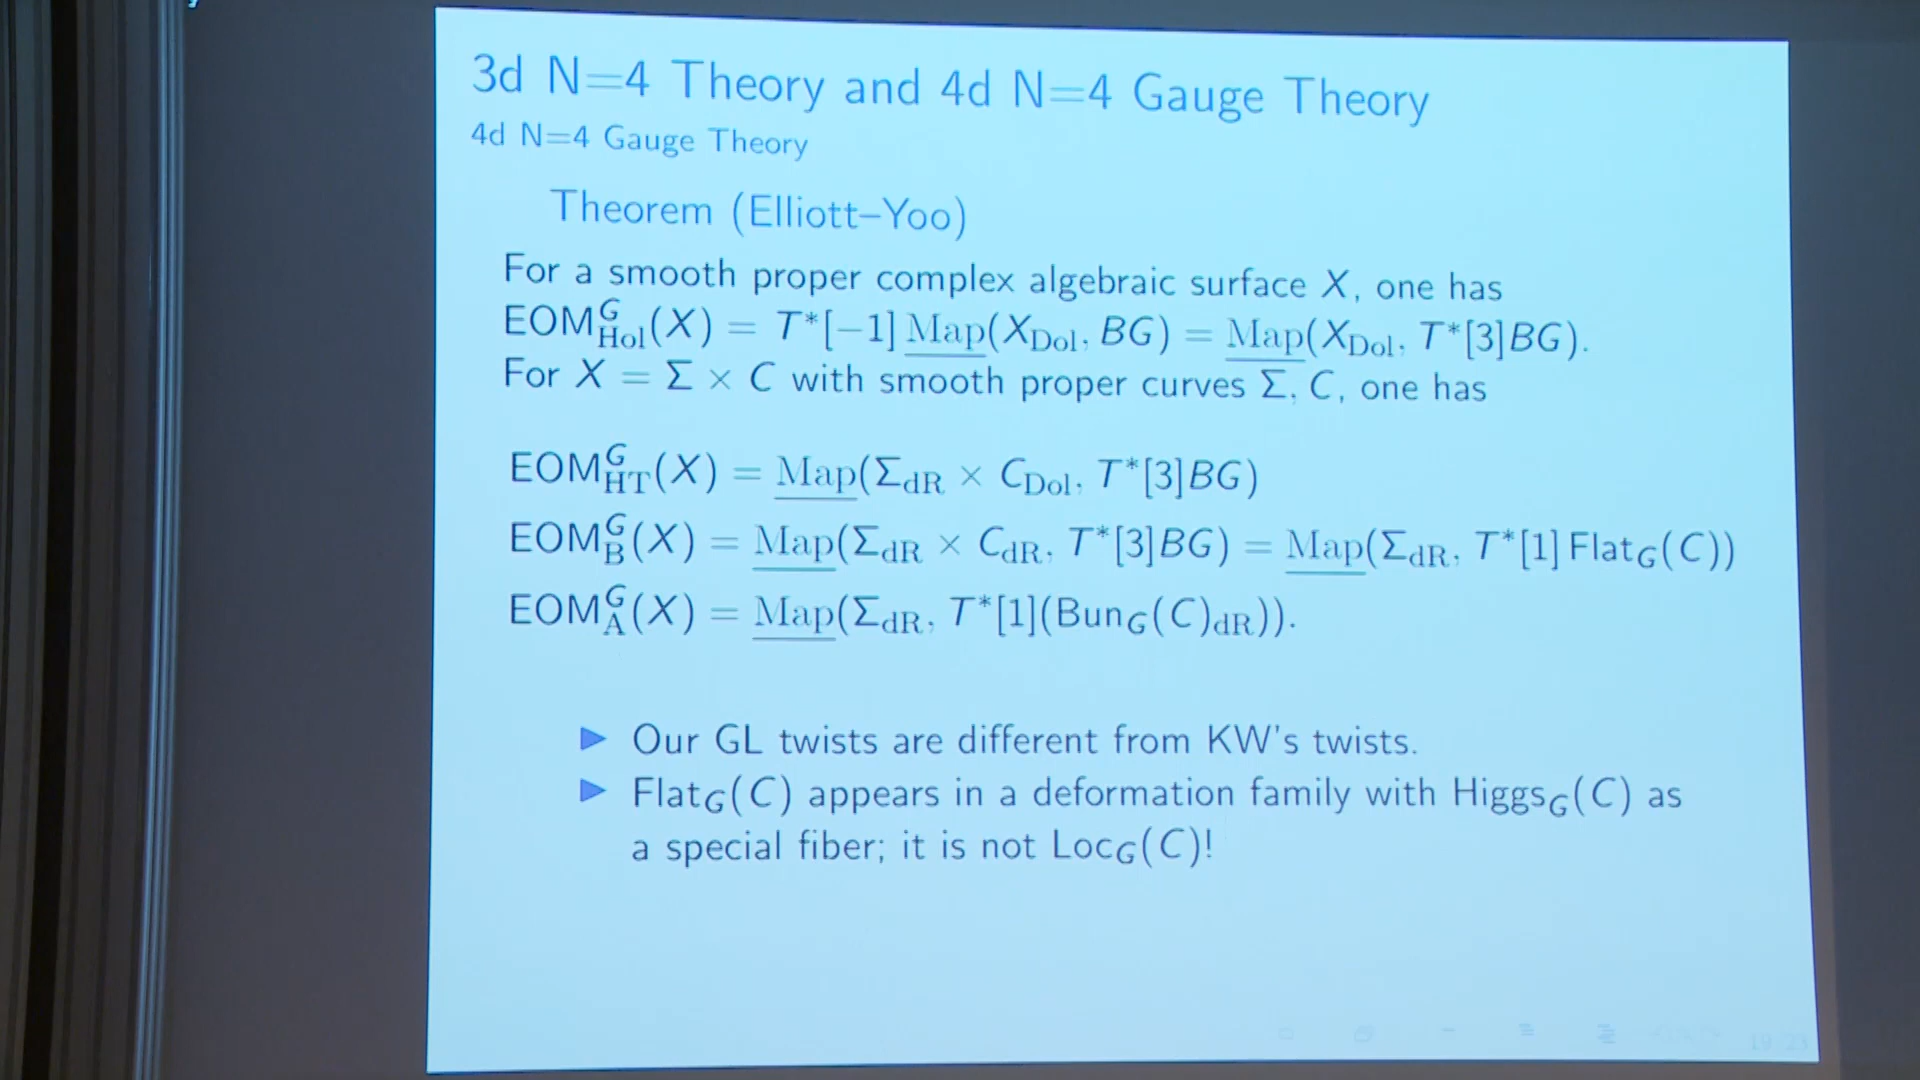 3d N=4 Theory and 4d N=4 Gauge Theory
4d N=4 Gauge Theory
Theorem (Elliott–Yoo)
For a smooth proper complex algebraic surface X, one has
EOM^G_Hol(X) = T*[−1] Map(X_Dol, BG) = Map(X_Dol, T*[3]BG).
For X = Σ × C with smooth proper curves Σ, C, one has
EOM^G_HT(X) = Map(Σ_dR × C_Dol, T*[3]BG)
EOM^G_B(X) = Map(Σ_dR × C_dR, T*[3]BG) = Map(Σ_dR, T*[1] Flat_G(C))
EOM^G_A(X) = Map(Σ_dR, T*[1](Bun_G(C)_dR)).
▶ Our GL twists are different from KW's twists.
▶ Flat_G(C) appears in a deformation family with Higgs_G(C) as
a special fiber; it is not Loc_G(C)!
19/23